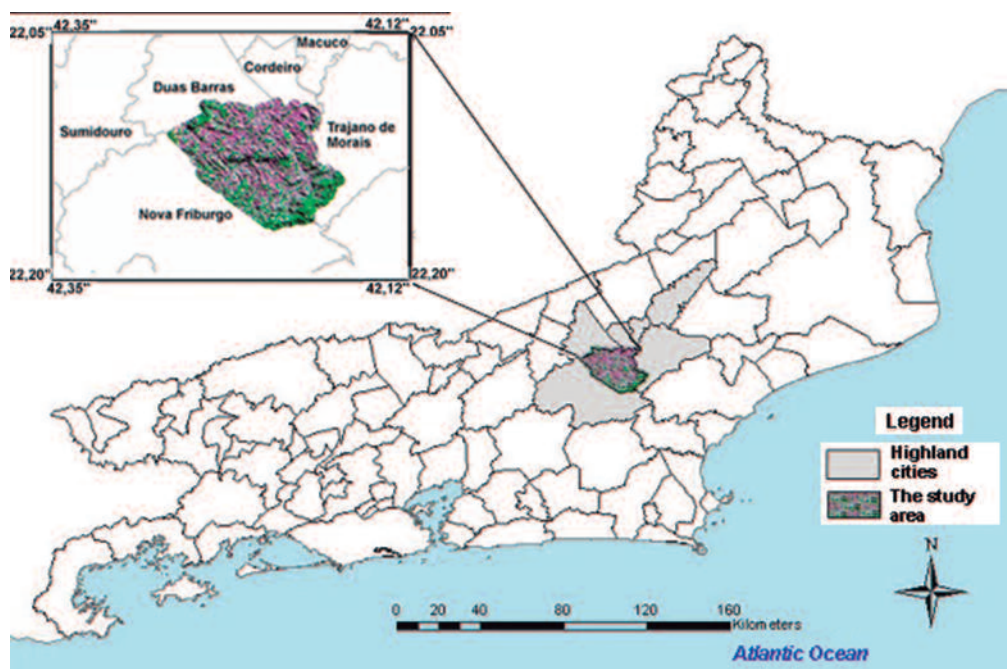 42,35"
42,12"
22,05"
22,05"
Macuco
Cordeiro
Duas Barras
Sumidouro
Trajano de
Morais
Nova Friburgo
22,20"
22,20"
42,35"
42,12"
Legend
Highland
cities
The study
area
N
0 20 40 80 120 160
Kilometers
Atlantic Ocean